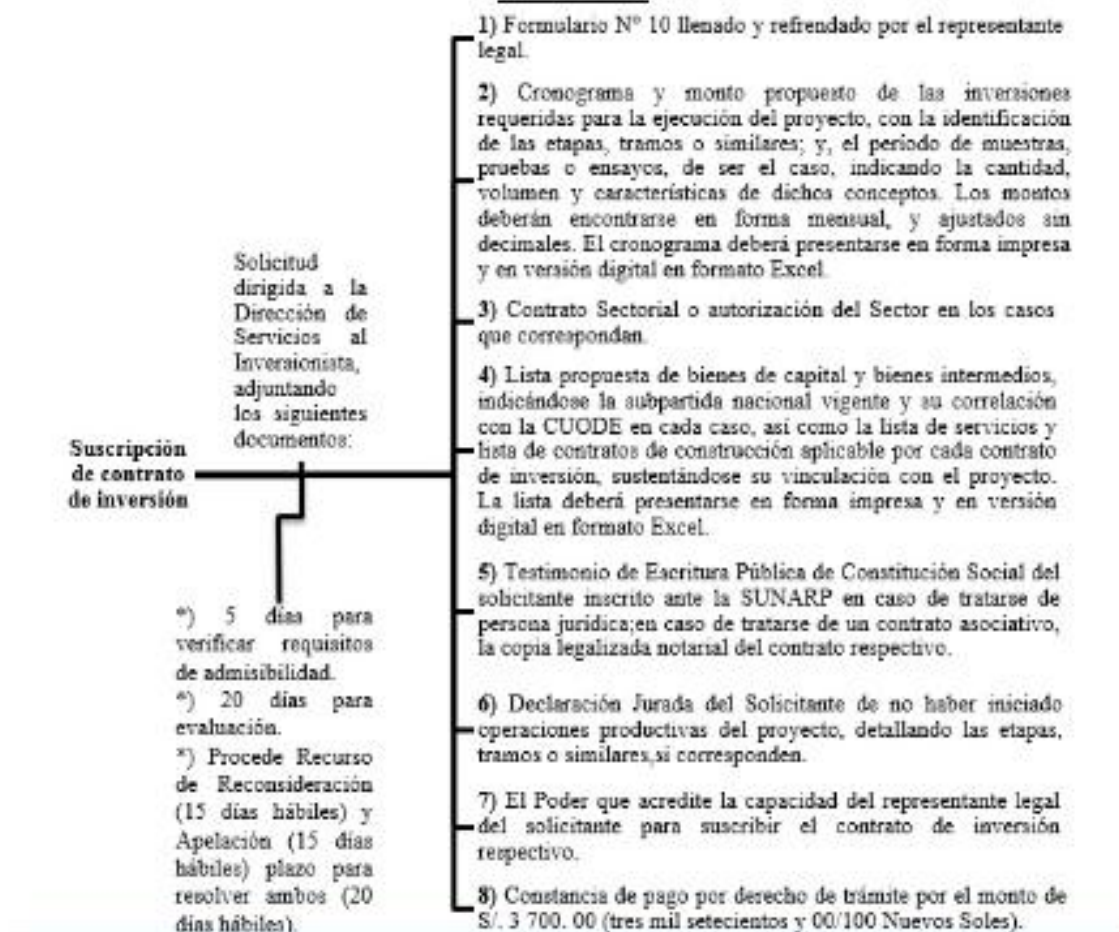 Suscripción
de contrato
de inversión
Solicitud
dirigida a la
Dirección de
Servicios al
Inversionista,
adjuntando
los siguientes
documentos:
*) 5 días para
verificar requisitos
de admisibilidad.
*) 20 días para
evaluación.
*) Procede Recurso
de Reconsideración
(15 días hábiles) y
Apelación (15 días
hábiles) plazo para
resolver ambos (20
días hábiles).
1) Formulario N° 10 llenado y refrendado por el representante
legal.
2) Cronograma y monto propuesto de las inversiones
requeridas para la ejecución del proyecto, con la identificación
de las etapas, tramos o similares; y, el período de muestras,
pruebas o ensayos, de ser el caso, indicando la cantidad,
volumen y características de dichos conceptos. Los montos
deberán encontrarse en forma mensual, y ajustados sin
decimales. El cronograma deberá presentarse en forma impresa
y en versión digital en formato Excel.
3) Contrato Sectorial o autorización del Sector en los casos
que correspondan.
4) Lista propuesta de bienes de capital y bienes intermedios,
indicándose la subpartida nacional vigente y su correlación
con la CUODE en cada caso, así como la lista de servicios y
lista de contratos de construcción aplicable por cada contrato
de inversión, sustentándose su vinculación con el proyecto.
La lista deberá presentarse en forma impresa y en versión
digital en formato Excel.
5) Testimonio de Escritura Pública de Constitución Social del
solicitante inscrito ante la SUNARP en caso de tratarse de
persona jurídica;en caso de tratarse de un contrato asociativo,
la copia legalizada notarial del contrato respectivo.
6) Declaración Jurada del Solicitante de no haber iniciado
operaciones productivas del proyecto, detallando las etapas,
tramos o similares,si corresponden.
7) El Poder que acredite la capacidad del representante legal
del solicitante para suscribir el contrato de inversión
respectivo.
8) Constancia de pago por derecho de trámite por el monto de
S/. 3 700. 00 (tres mil setecientos y 00/100 Nuevos Soles).